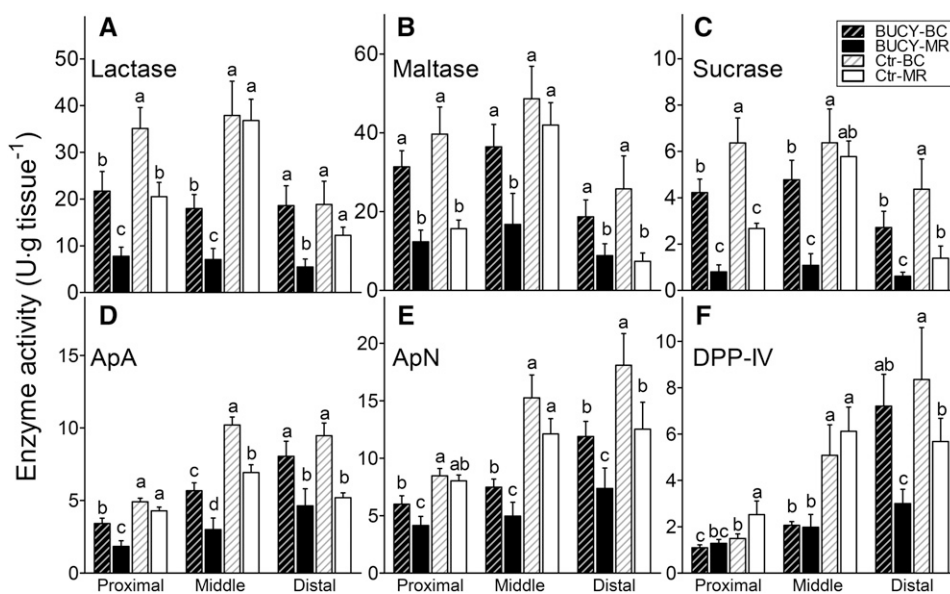 A
Lactase
Enzyme activity (U·g tissue⁻¹)
50
40
30
20
10
0
b
c
a
b
b
c
a
a
a
b
a
a
B
Maltase
60
40
20
0
a
b
a
b
a
b
a
a
a
b
a
b
C
Sucrase
BUCY-BC
BUCY-MR
Ctr-BC
Ctr-MR
10
8
6
4
2
0
b
c
a
c
b
c
a
ab
b
c
a
b
D
ApA
15
10
5
0
b
c
a
a
c
d
a
b
a
b
a
b
Proximal Middle Distal
E
ApN
20
15
10
5
0
b
c
a
ab
b
c
a
a
b
c
a
b
Proximal Middle Distal
F
DPP-IV
10
8
6
4
2
0
c
bc
b
a
b
b
a
a
ab
c
a
b
Proximal Middle Distal